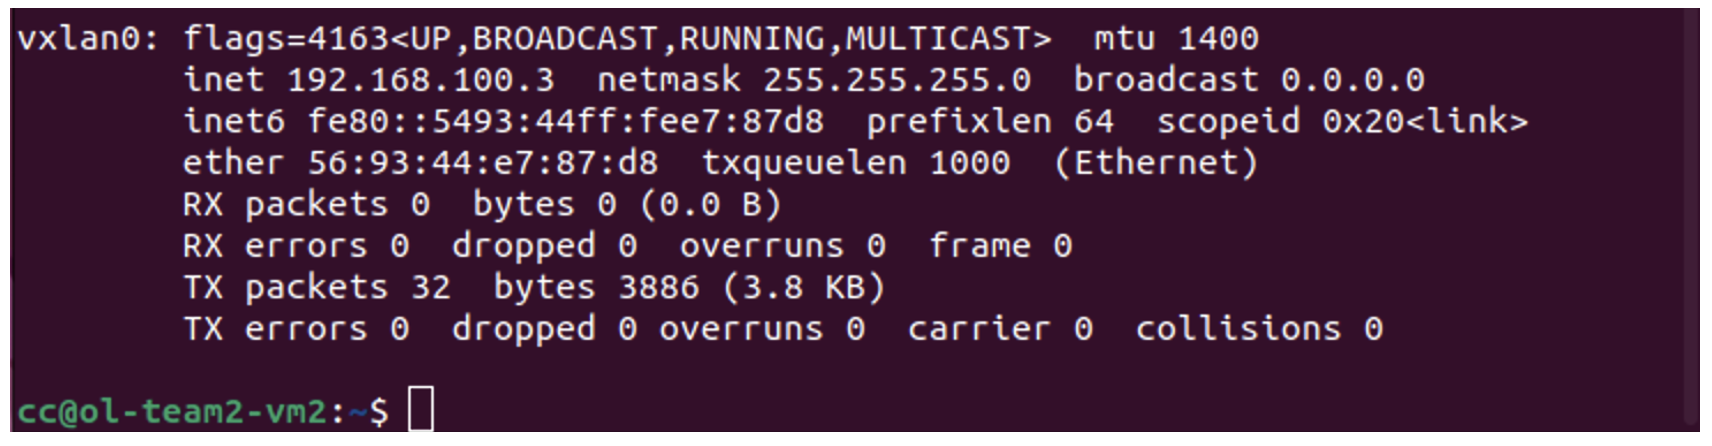 vxlan0: flags=4163<UP,BROADCAST,RUNNING,MULTICAST>  mtu 1400
        inet 192.168.100.3  netmask 255.255.255.0  broadcast 0.0.0.0
        inet6 fe80::5493:44ff:fee7:87d8  prefixlen 64  scopeid 0x20<link>
        ether 56:93:44:e7:87:d8  txqueuelen 1000  (Ethernet)
        RX packets 0  bytes 0 (0.0 B)
        RX errors 0  dropped 0  overruns 0  frame 0
        TX packets 32  bytes 3886 (3.8 KB)
        TX errors 0  dropped 0 overruns 0  carrier 0  collisions 0
cc@ol-team2-vm2:~$